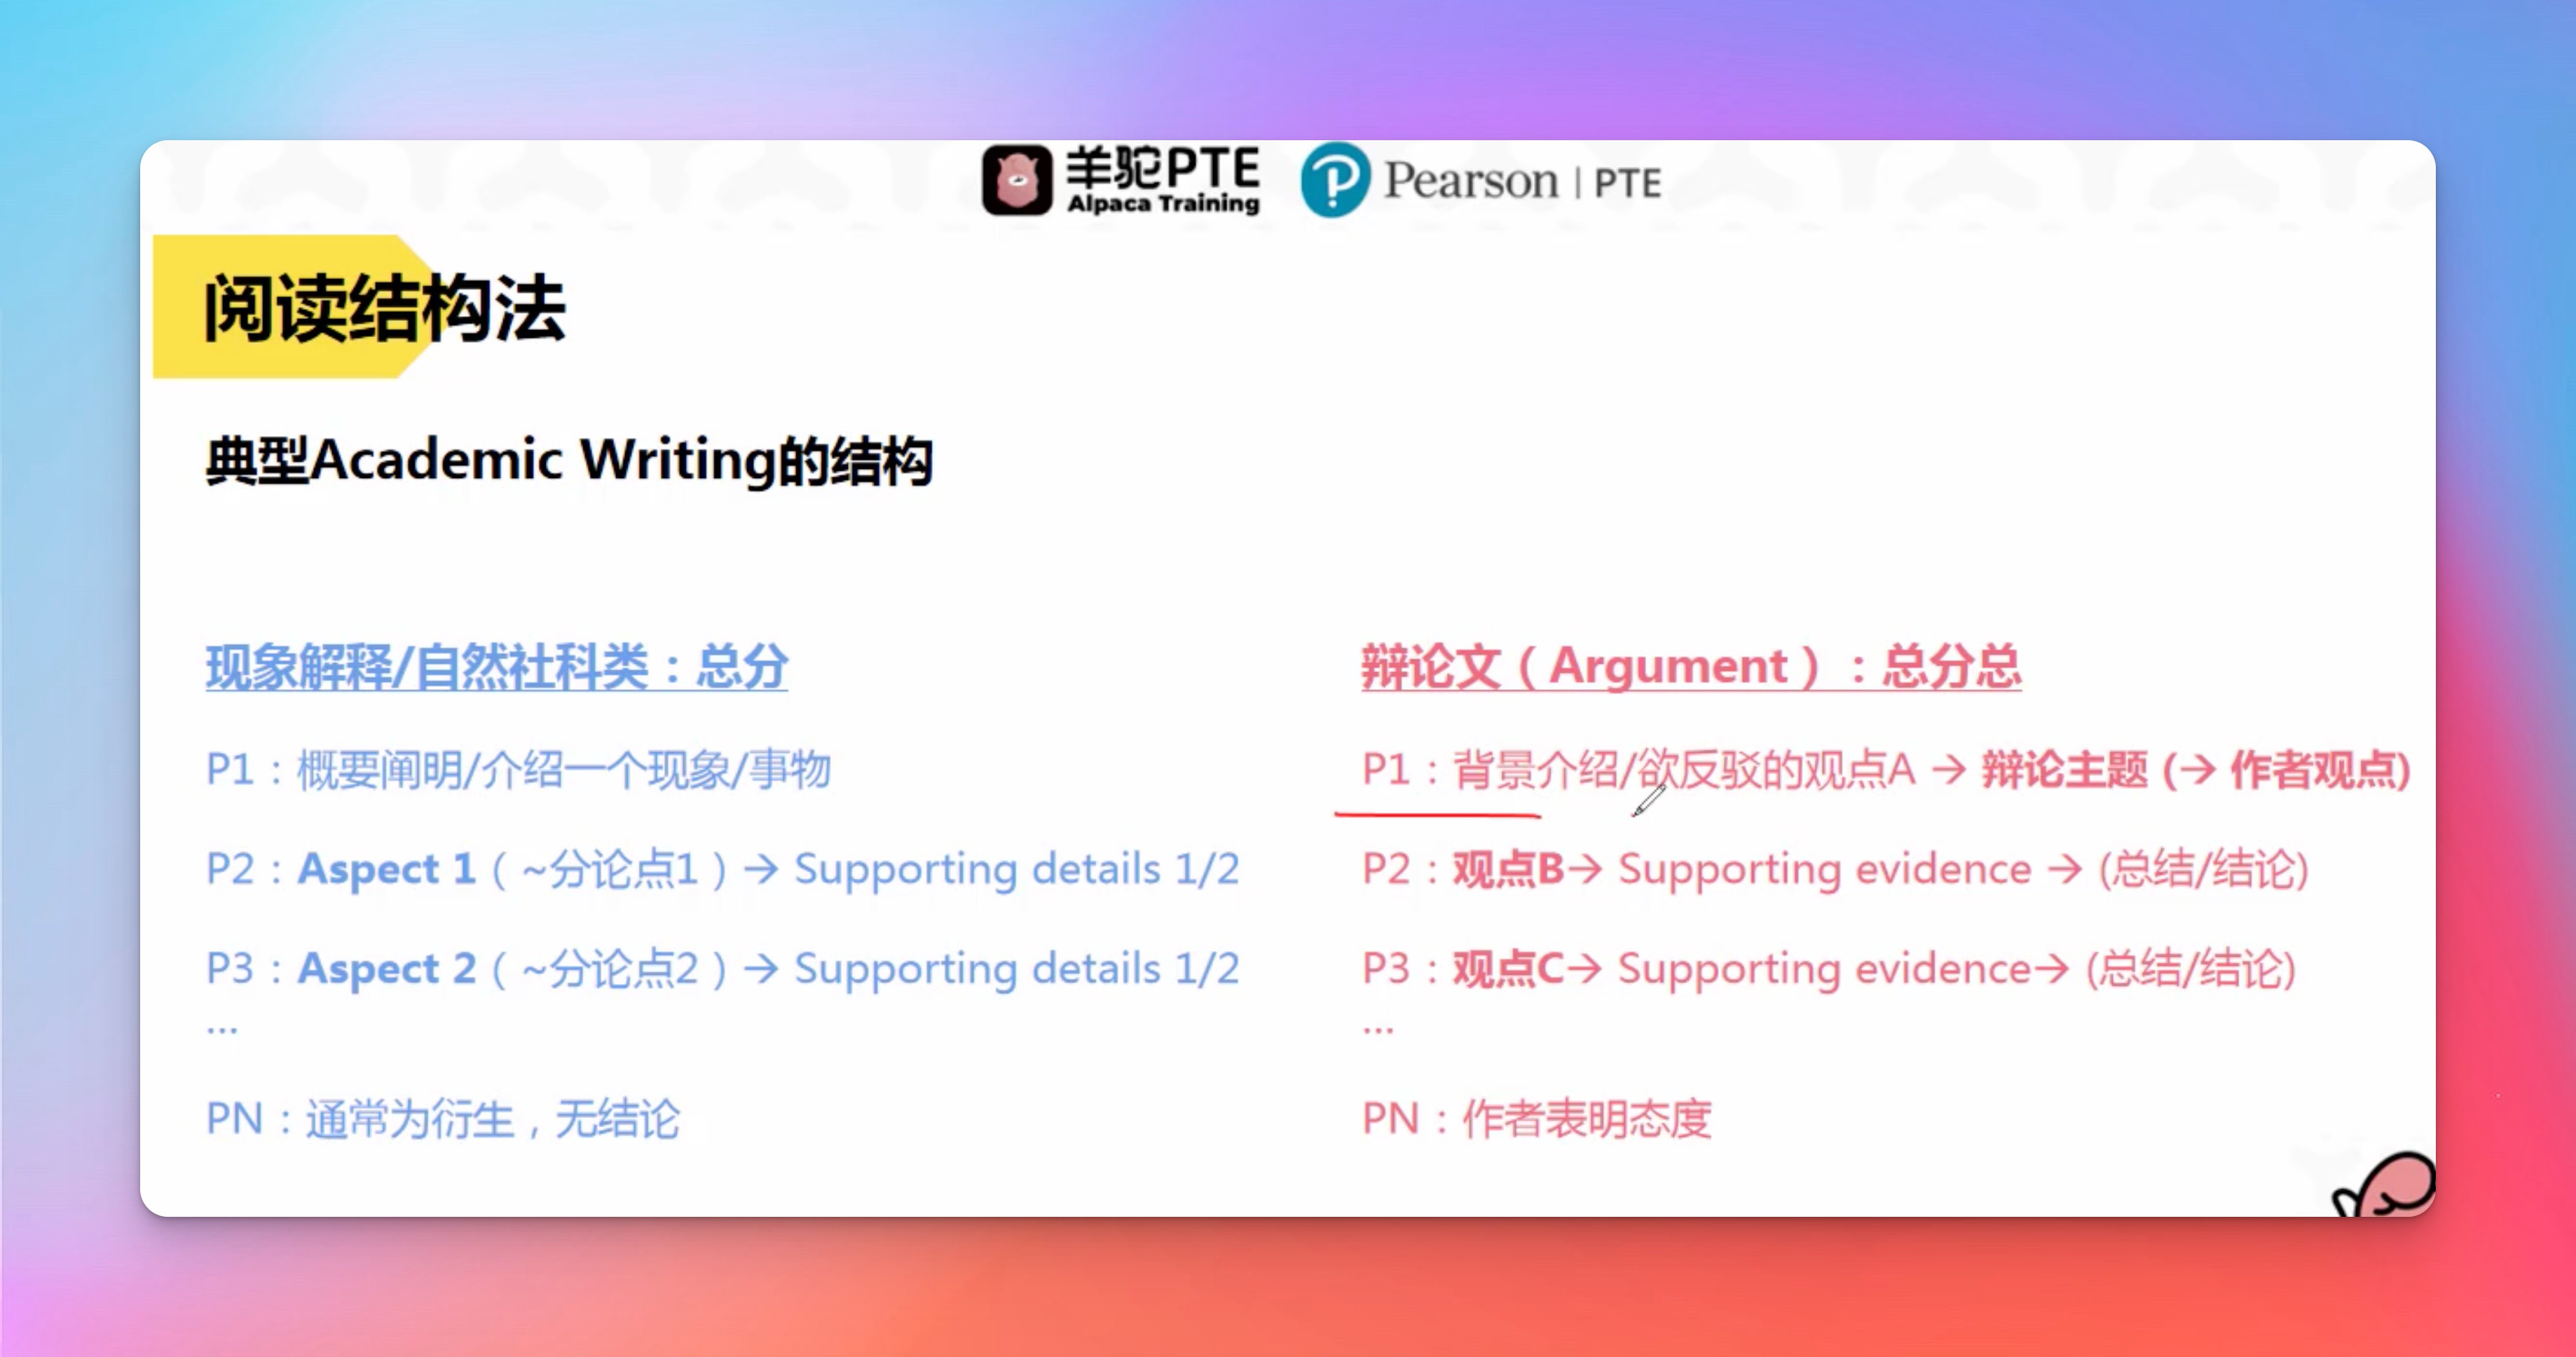 羊驼PTE
Alpaca Training
Pearson | PTE
阅读结构法
典型Academic Writing的结构
现象解释/自然社科类：总分
P1：概要阐明/介绍一个现象/事物
P2：Aspect 1（~分论点1）→ Supporting details 1/2
P3：Aspect 2（~分论点2）→ Supporting details 1/2
...
PN：通常为衍生，无结论
辩论文（Argument）：总分总
P1：背景介绍/欲反驳的观点A → 辩论主题 (→ 作者观点)
P2：观点B→ Supporting evidence → (总结/结论)
P3：观点C→ Supporting evidence→ (总结/结论)
...
PN：作者表明态度